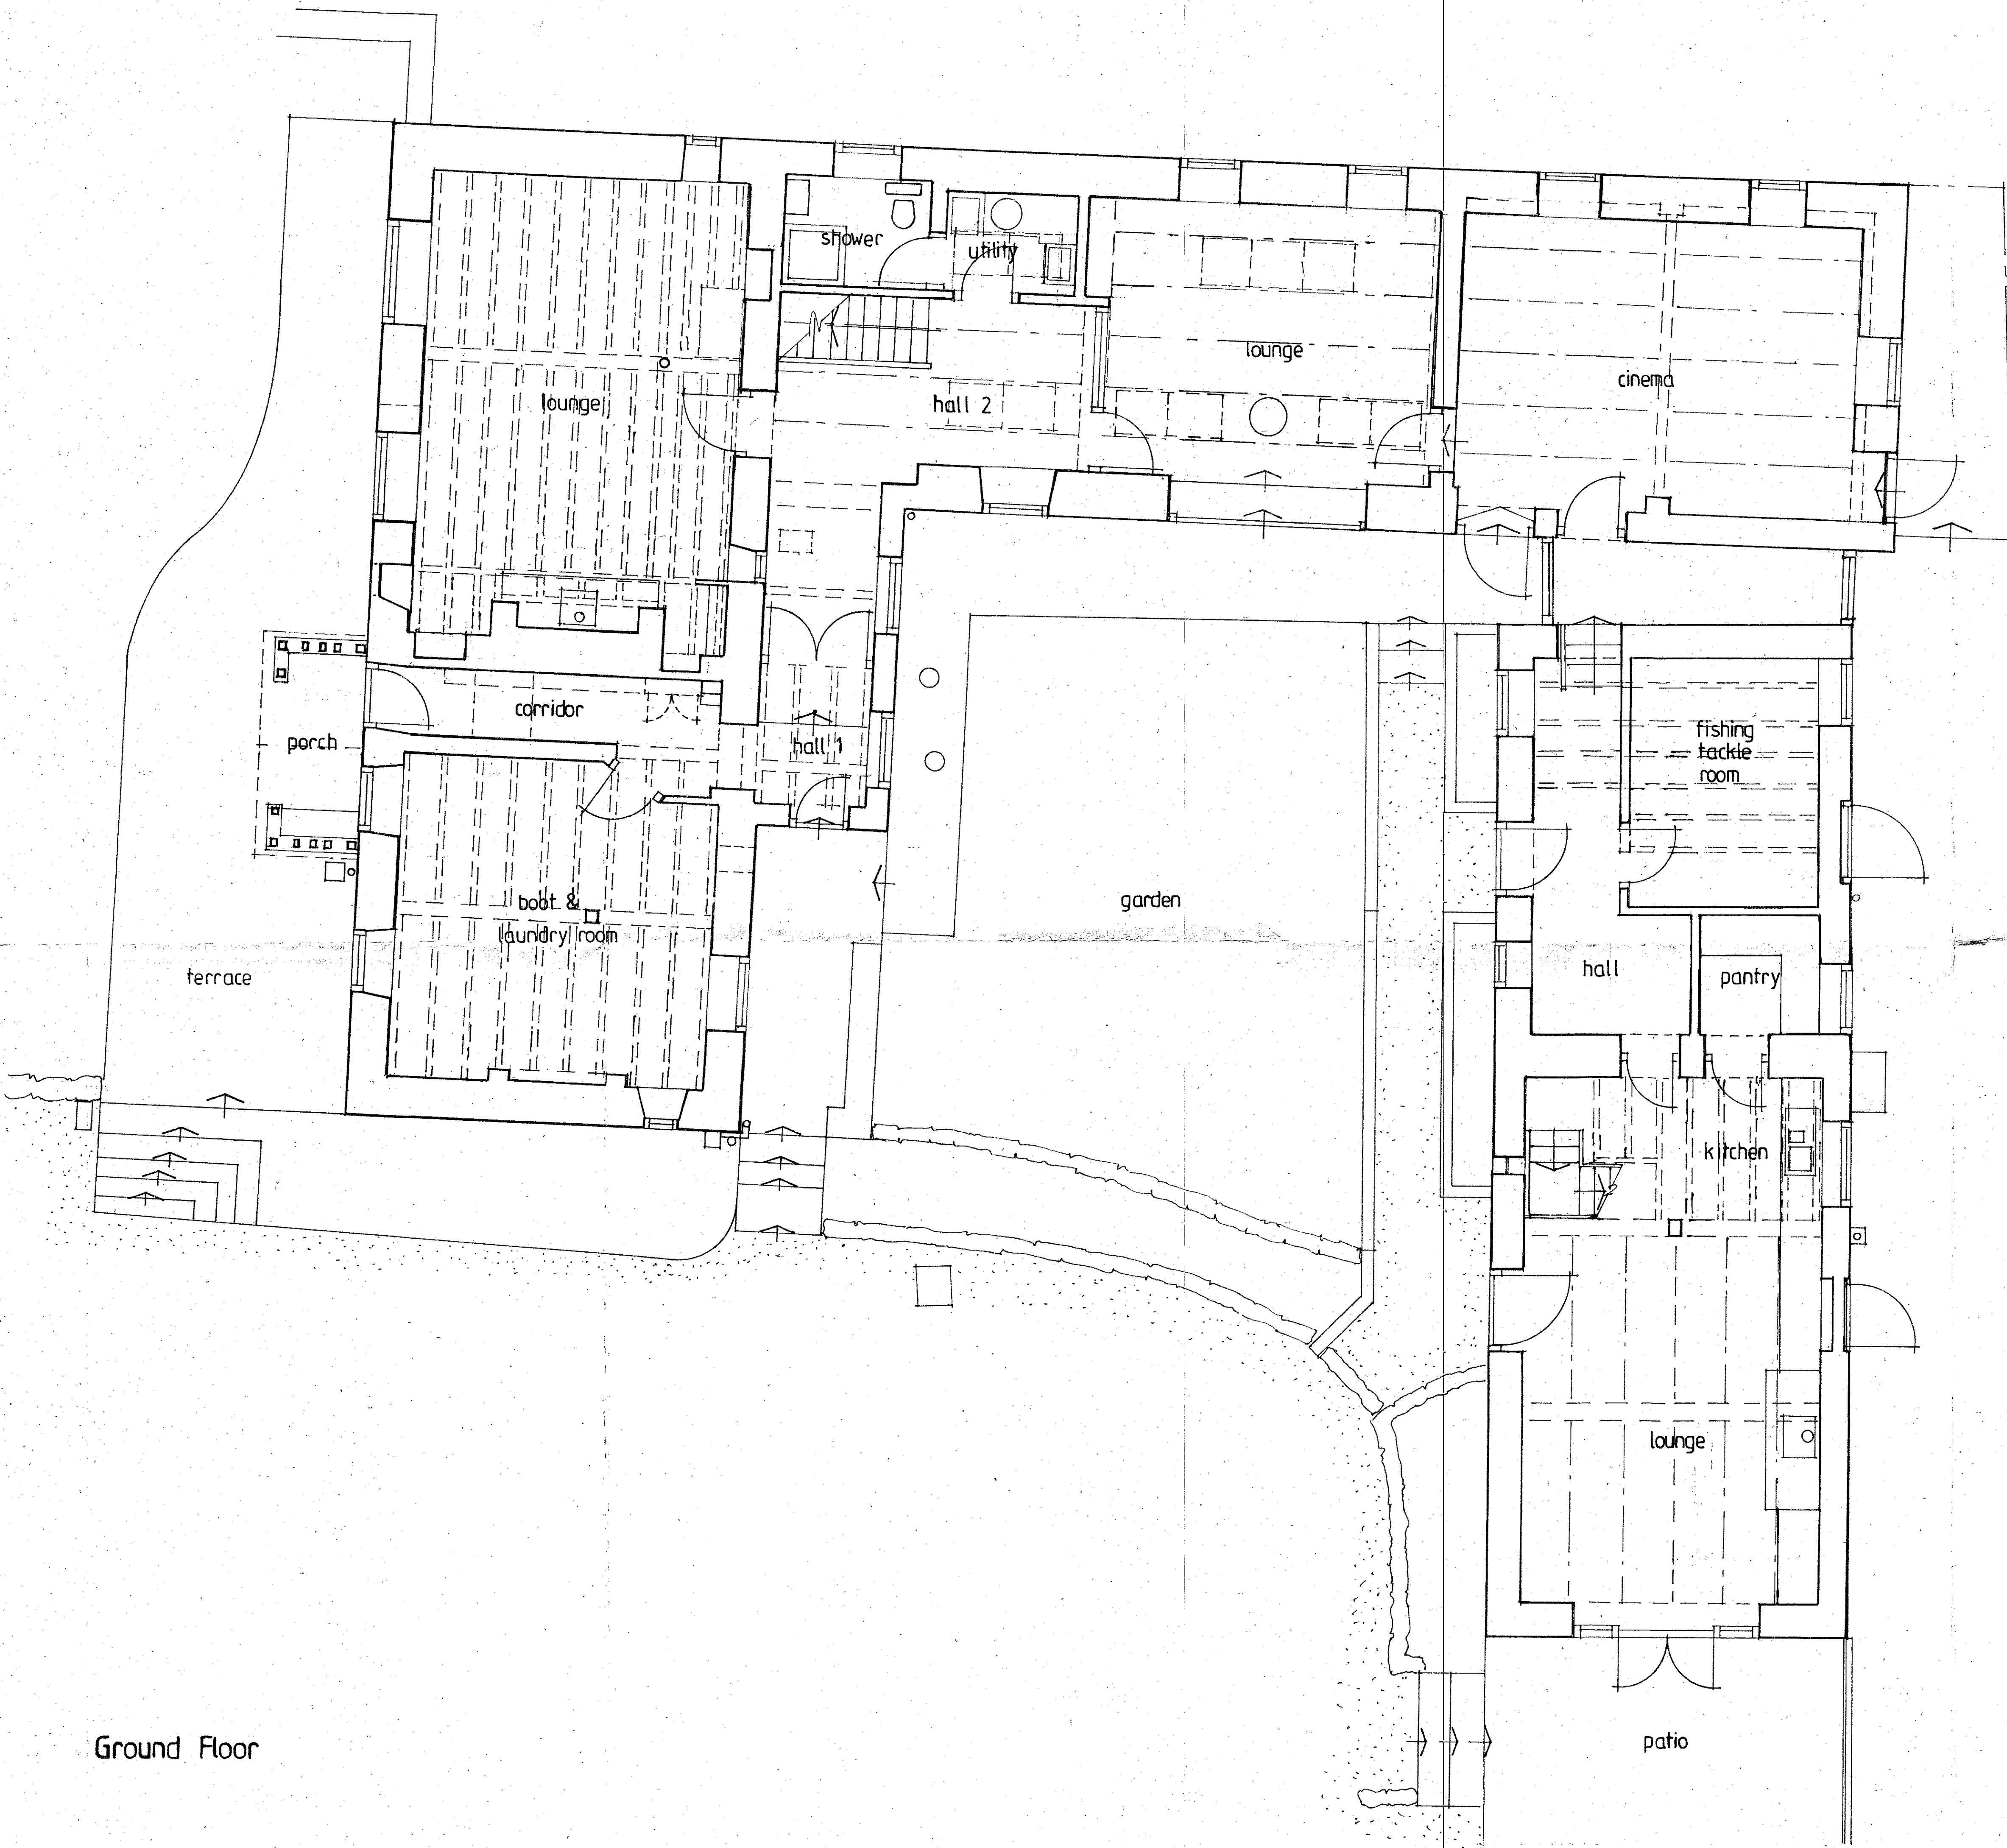 shower
utility
lounge
cinema
lounge
hall 2
corridor
porch
hall 1
fishing
tackle
room
boot &
laundry room
garden
terrace
hall
pantry
kitchen
lounge
Ground Floor
patio